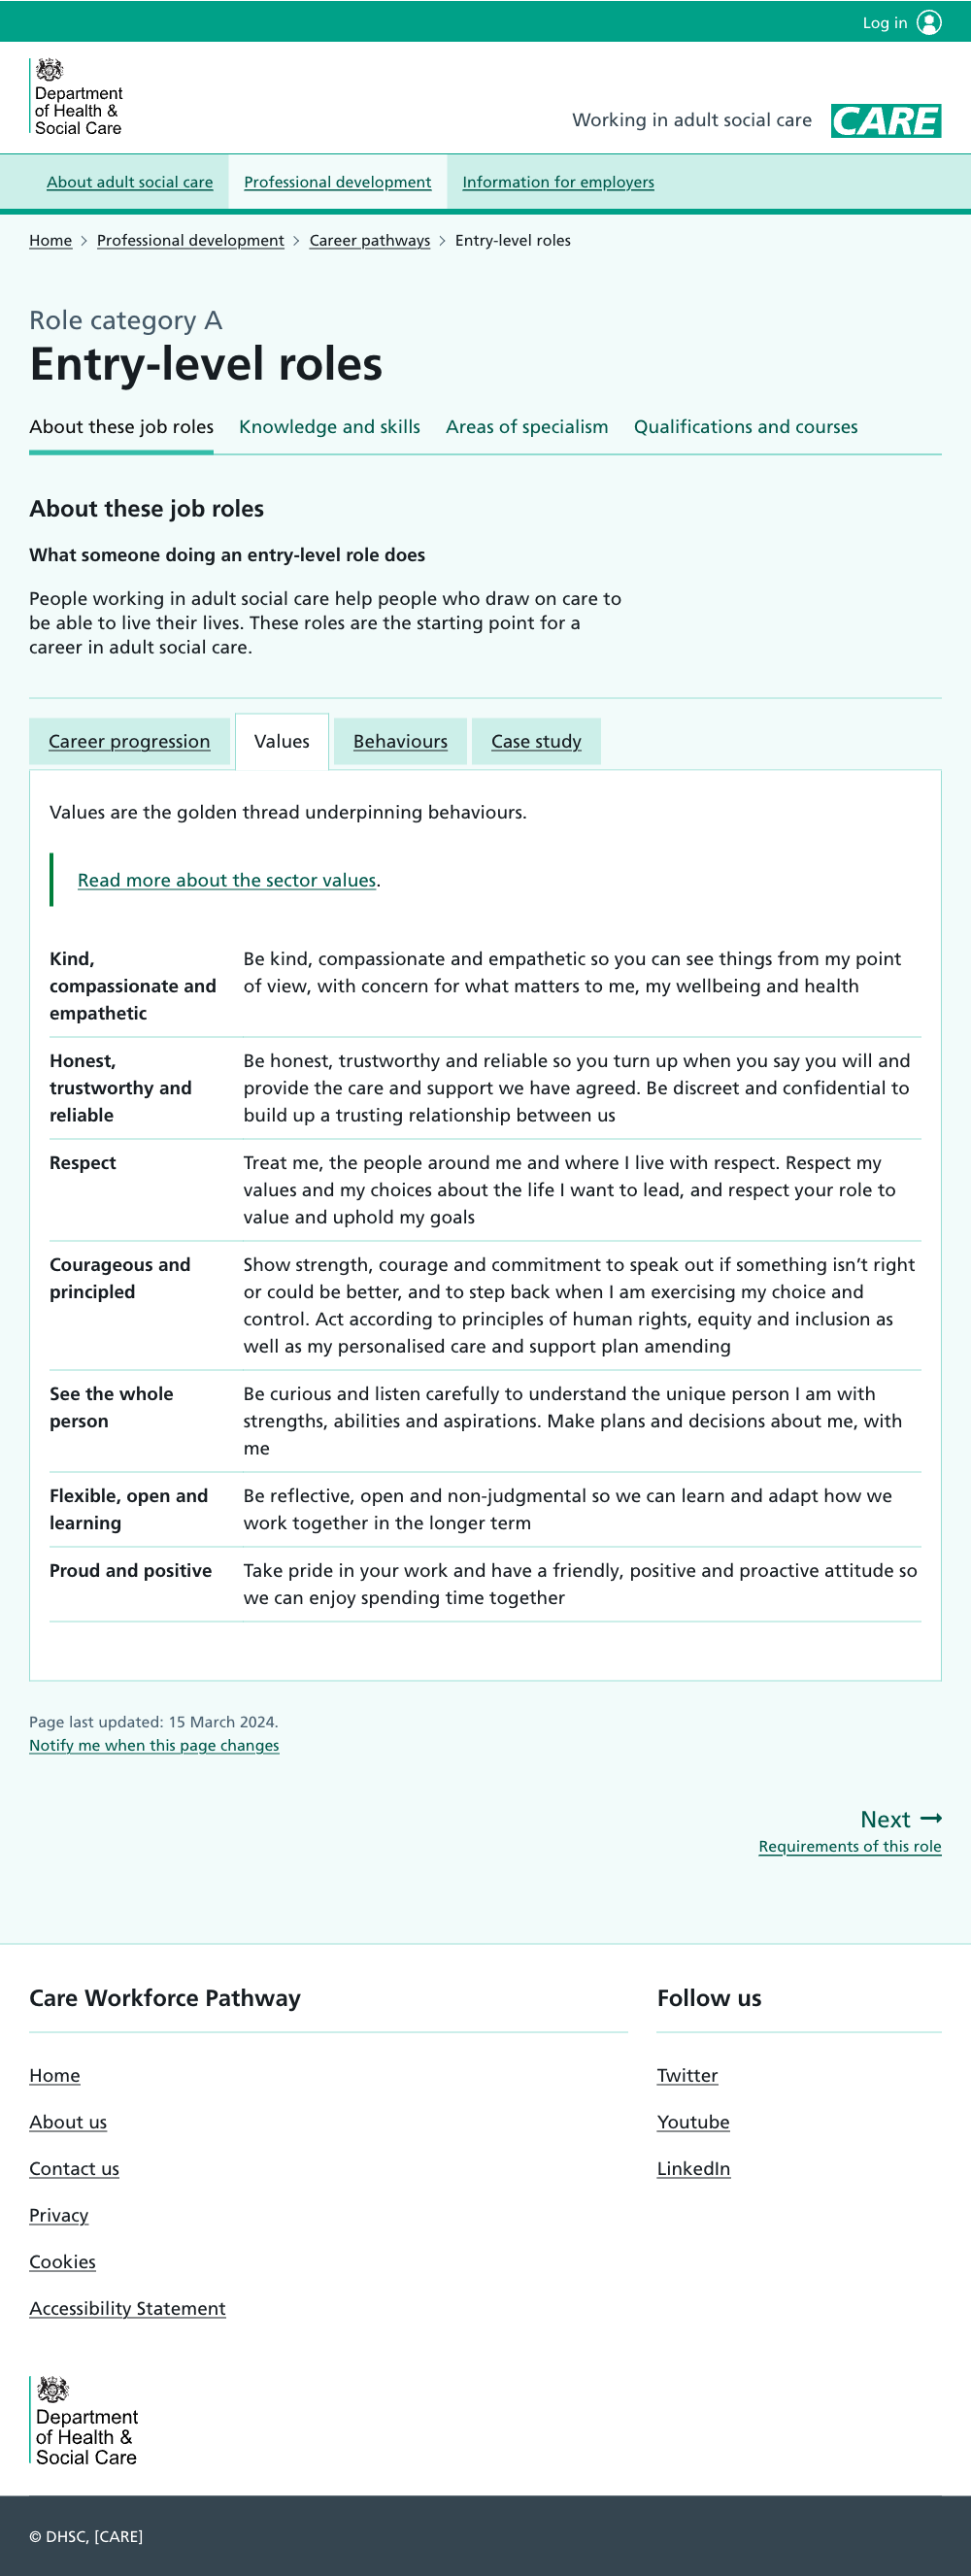 Log in
Department
of Health &
Social Care
Working in adult social care
CARE
About adult social care
Professional development
Information for employers
Home
Professional development
Career pathways
Entry-level roles
Role category A
Entry-level roles
About these job roles
Knowledge and skills
Areas of specialism
Qualifications and courses
About these job roles
What someone doing an entry-level role does
People working in adult social care help people who draw on care to
be able to live their lives. These roles are the starting point for a
career in adult social care.
Career progression
Values
Behaviours
Case study
Values are the golden thread underpinning behaviours.
Read more about the sector values.
Kind,
compassionate and
empathetic
Be kind, compassionate and empathetic so you can see things from my point
of view, with concern for what matters to me, my wellbeing and health
Honest,
trustworthy and
reliable
Be honest, trustworthy and reliable so you turn up when you say you will and
provide the care and support we have agreed. Be discreet and confidential to
build up a trusting relationship between us
Respect
Treat me, the people around me and where I live with respect. Respect my
values and my choices about the life I want to lead, and respect your role to
value and uphold my goals
Courageous and
principled
Show strength, courage and commitment to speak out if something isn’t right
or could be better, and to step back when I am exercising my choice and
control. Act according to principles of human rights, equity and inclusion as
well as my personalised care and support plan amending
See the whole
person
Be curious and listen carefully to understand the unique person I am with
strengths, abilities and aspirations. Make plans and decisions about me, with
me
Flexible, open and
learning
Be reflective, open and non-judgmental so we can learn and adapt how we
work together in the longer term
Proud and positive
Take pride in your work and have a friendly, positive and proactive attitude so
we can enjoy spending time together
Page last updated: 15 March 2024.
Notify me when this page changes
Next
Requirements of this role
Care Workforce Pathway
Home
About us
Contact us
Privacy
Cookies
Accessibility Statement
Follow us
Twitter
Youtube
LinkedIn
Department
of Health &
Social Care
© DHSC, [CARE]